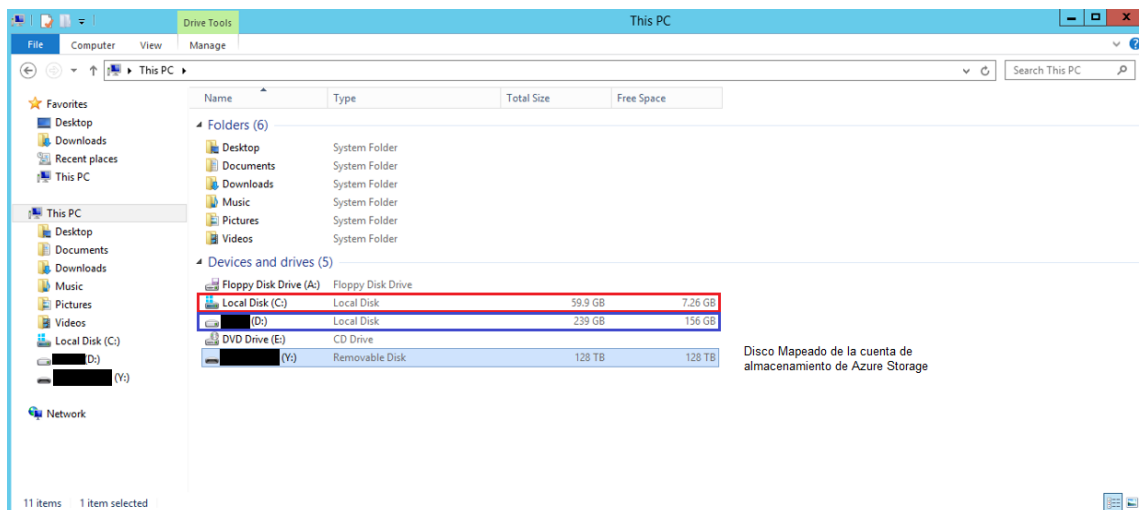 Drive Tools This PC
File Computer View Manage
This PC Search This PC
Favorites
Desktop
Downloads
Recent places
This PC
This PC
Desktop
Documents
Downloads
Music
Pictures
Videos
Local Disk (C:)
(D:)
(Y:)
Network
Name Type Total Size Free Space
Folders (6)
Desktop System Folder
Documents System Folder
Downloads System Folder
Music System Folder
Pictures System Folder
Videos System Folder
Devices and drives (5)
Floppy Disk Drive (A:) Floppy Disk Drive
Local Disk (C:) Local Disk 59.9 GB 7.26 GB
(D:) Local Disk 239 GB 156 GB
DVD Drive (E:) CD Drive
(Y:) Removable Disk 128 TB 128 TB
Disco Mapeado de la cuenta de
almacenamiento de Azure Storage
11 items 1 item selected